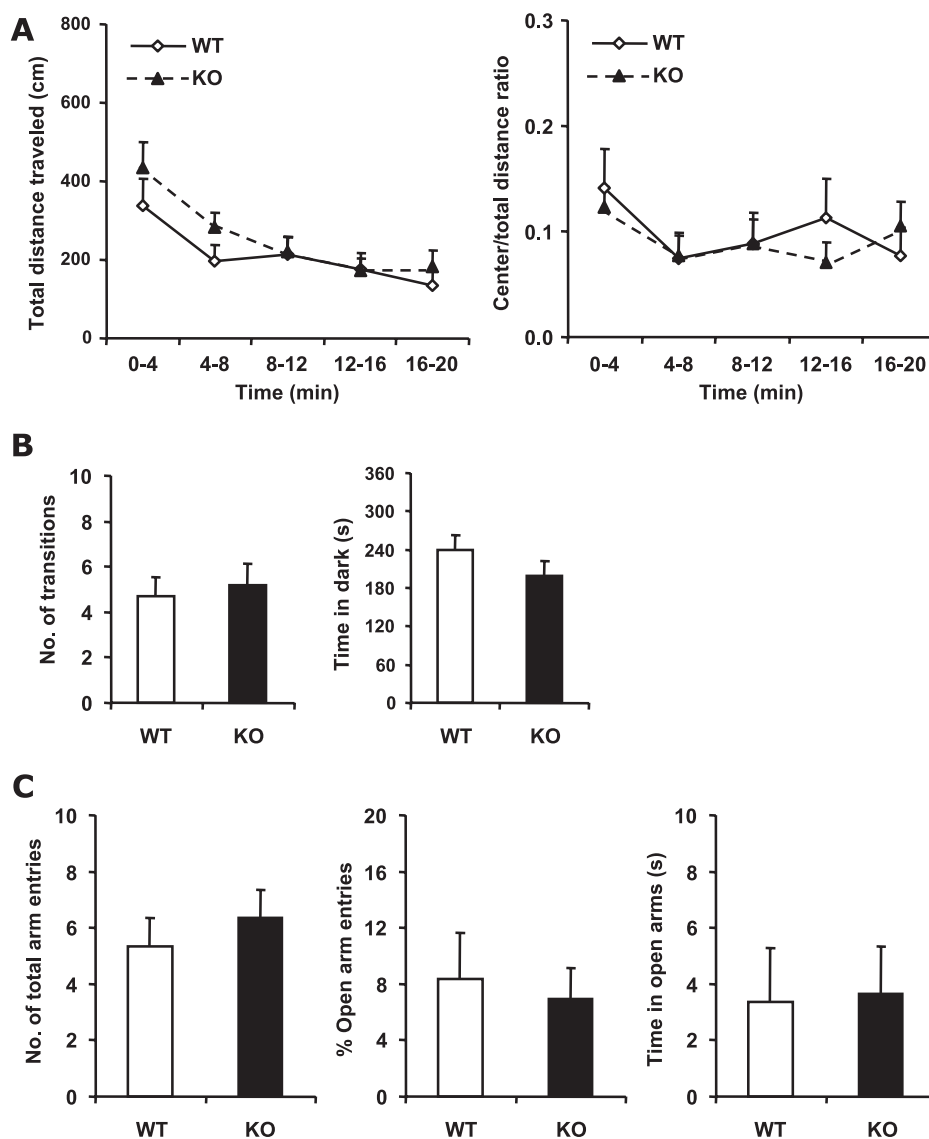 A
Total distance traveled (cm)
800
600
400
200
0
WT
KO
0-4 4-8 8-12 12-16 16-20
Time (min)
Center/total distance ratio
0.3
0.2
0.1
0.0
WT
KO
0-4 4-8 8-12 12-16 16-20
Time (min)
B
No. of transitions
10
8
6
4
2
0
WT KO
Time in dark (s)
360
300
240
180
120
60
0
WT KO
C
No. of total arm entries
10
8
6
4
2
0
WT KO
% Open arm entries
20
16
12
8
4
0
WT KO
Time in open arms (s)
10
8
6
4
2
0
WT KO